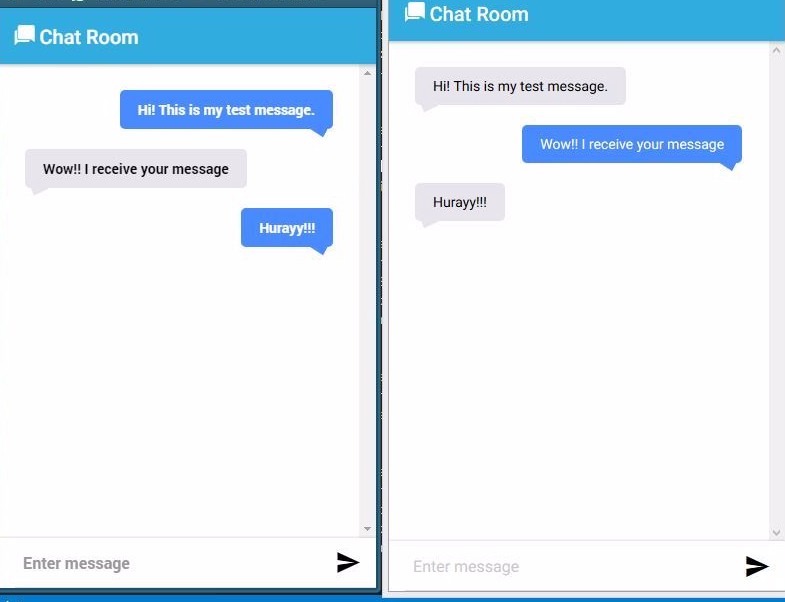 Chat Room
Hi! This is my test message.
Wow!! I receive your message
Hurayy!!!
Enter message
Chat Room
Hi! This is my test message.
Wow!! I receive your message
Hurayy!!!
Enter message